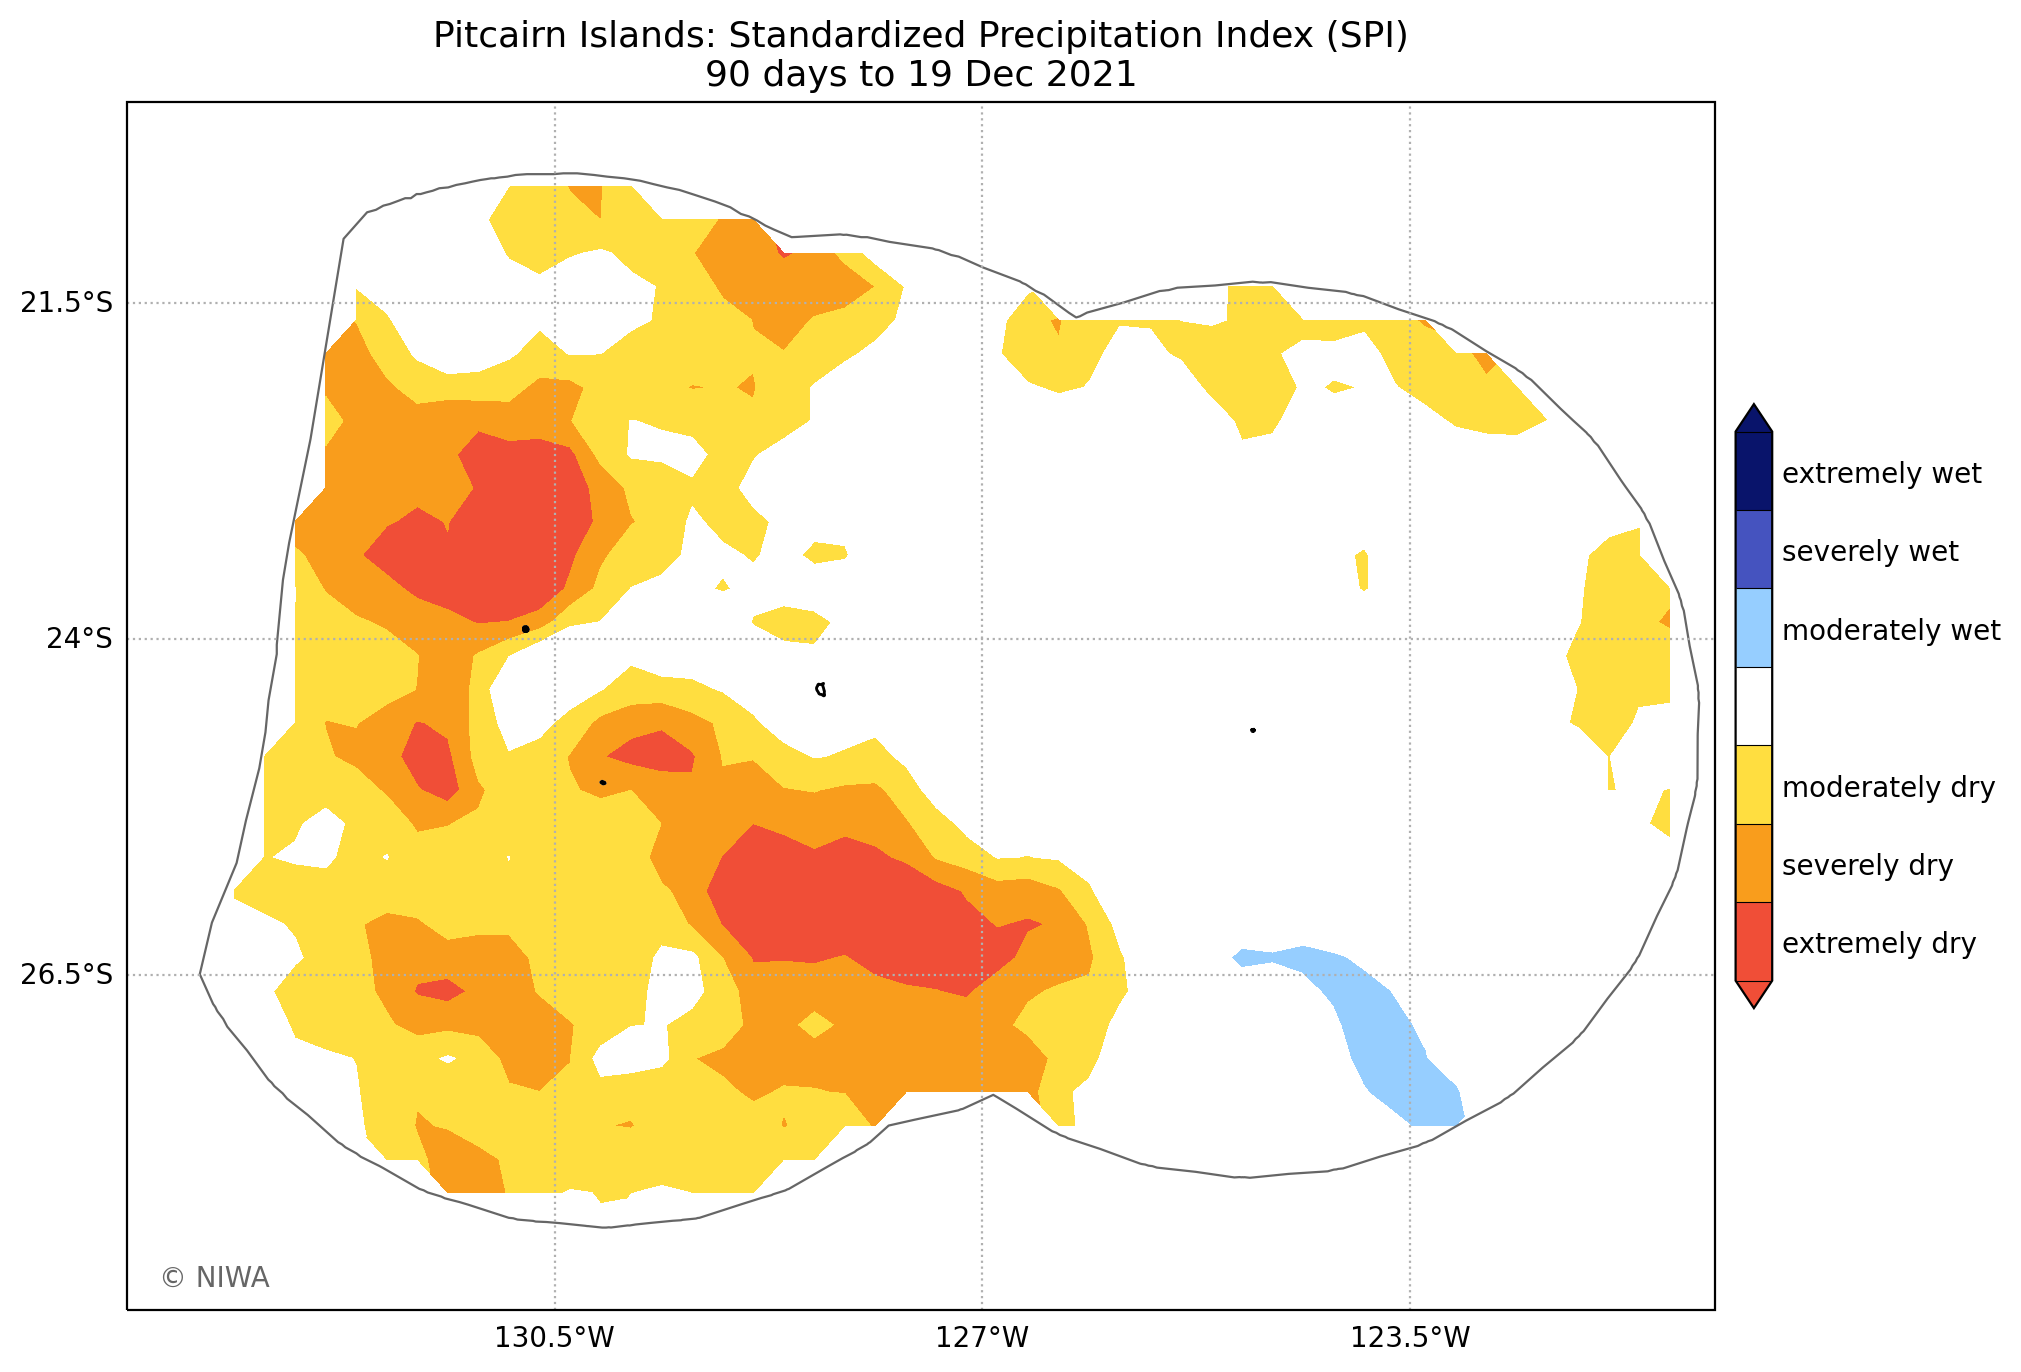 Pitcairn Islands: Standardized Precipitation Index (SPI)
90 days to 19 Dec 2021
21.5°S
24°S
26.5°S
130.5°W
127°W
123.5°W
extremely wet
severely wet
moderately wet
moderately dry
severely dry
extremely dry
© NIWA